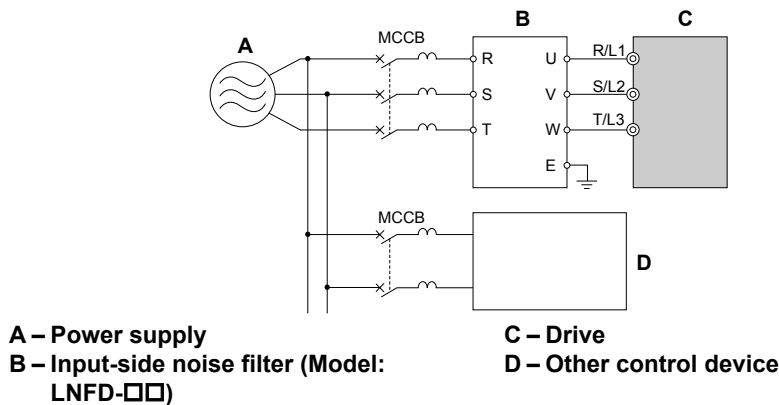 B
C
A
MCCB
R
U
R/L1
S
V
S/L2
T
W
T/L3
E
MCCB
D
A – Power supply
B – Input-side noise filter (Model:
LNFD-□□)
C – Drive
D – Other control device